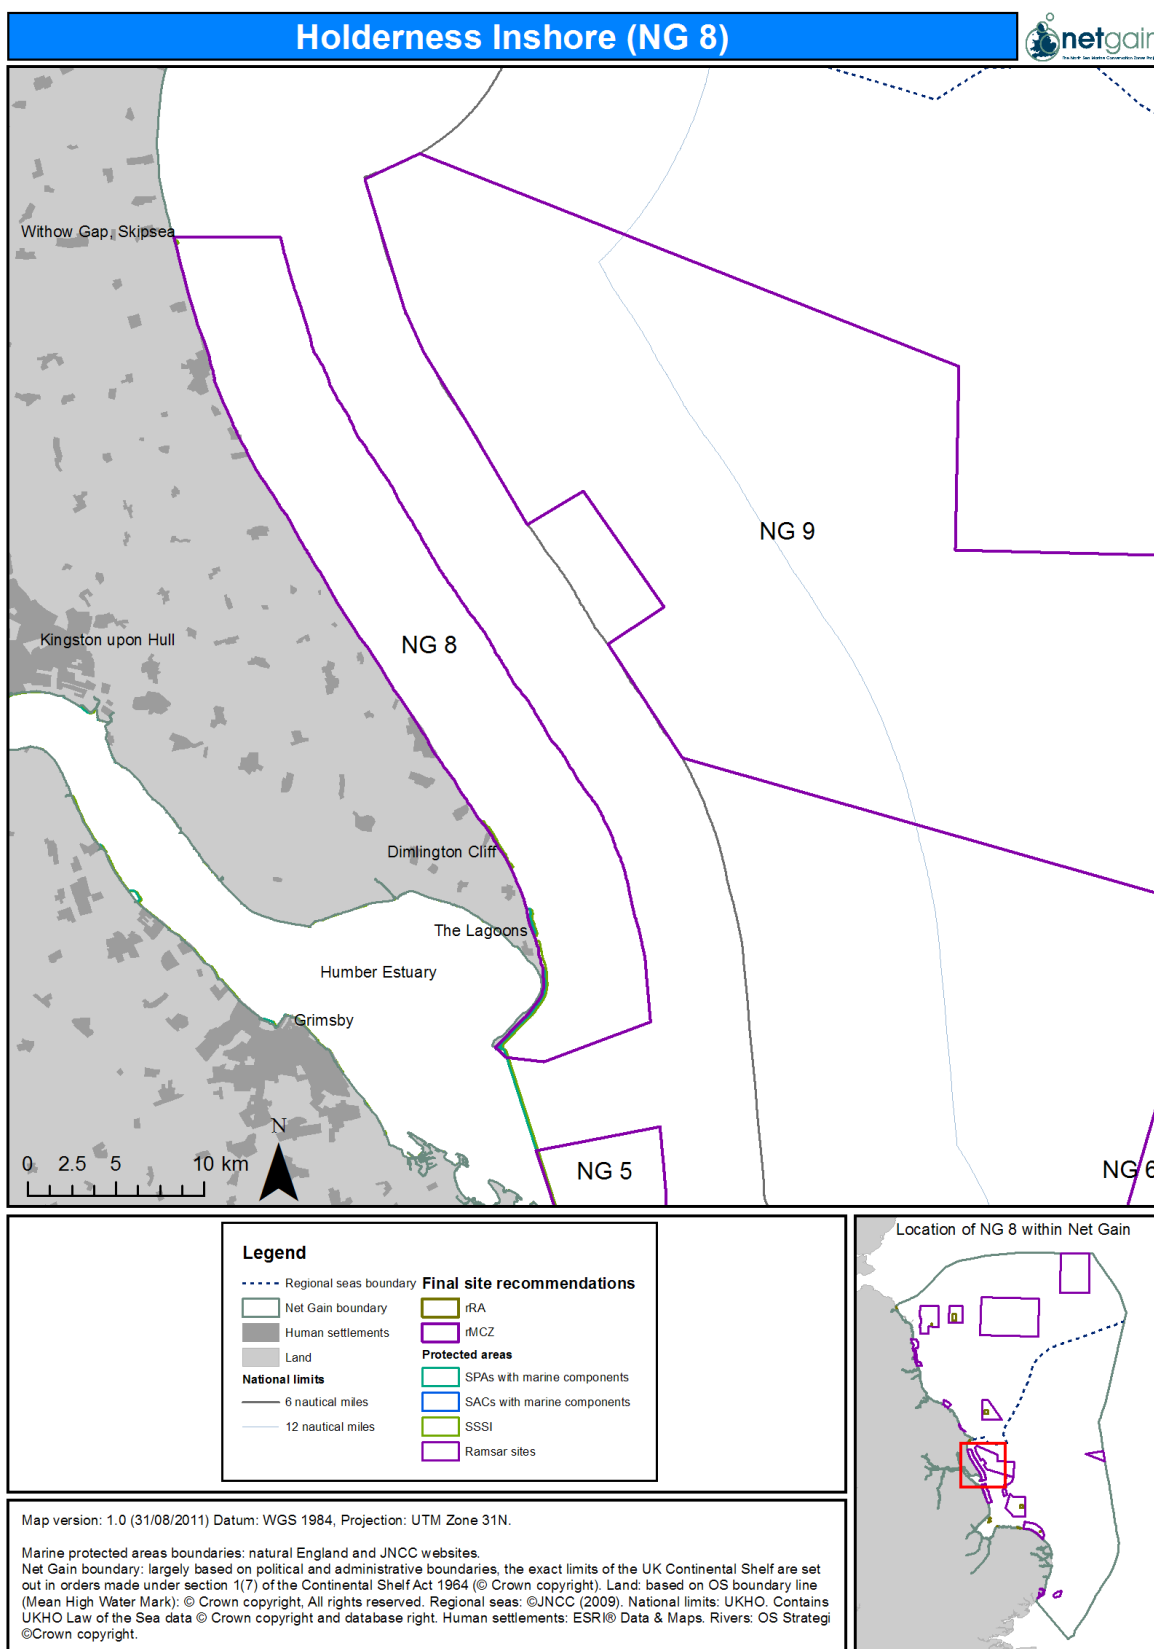 Holderness Inshore (NG 8)
netgain
The North Sea Marine Conservation Zones Proj
Withow Gap, Skipsea
NG 9
Kingston upon Hull
NG 8
Dimlington Cliff
The Lagoons
Humber Estuary
Grimsby
N
0 2.5 5 10 km
NG 5
NG 6
Legend
Regional seas boundary
Net Gain boundary
Human settlements
Land
National limits
6 nautical miles
12 nautical miles
Final site recommendations
rRA
rMCZ
Protected areas
SPAs with marine components
SACs with marine components
SSSI
Ramsar sites
Location of NG 8 within Net Gain
Map version: 1.0 (31/08/2011) Datum: WGS 1984, Projection: UTM Zone 31N.
Marine protected areas boundaries: natural England and JNCC websites.
Net Gain boundary: largely based on political and administrative boundaries, the exact limits of the UK Continental Shelf are set
out in orders made under section 1(7) of the Continental Shelf Act 1964 (© Crown copyright). Land: based on OS boundary line
(Mean High Water Mark): © Crown copyright, All rights reserved. Regional seas: ©JNCC (2009). National limits: UKHO. Contains
UKHO Law of the Sea data © Crown copyright and database right. Human settlements: ESRI® Data & Maps. Rivers: OS Strategi
©Crown copyright.